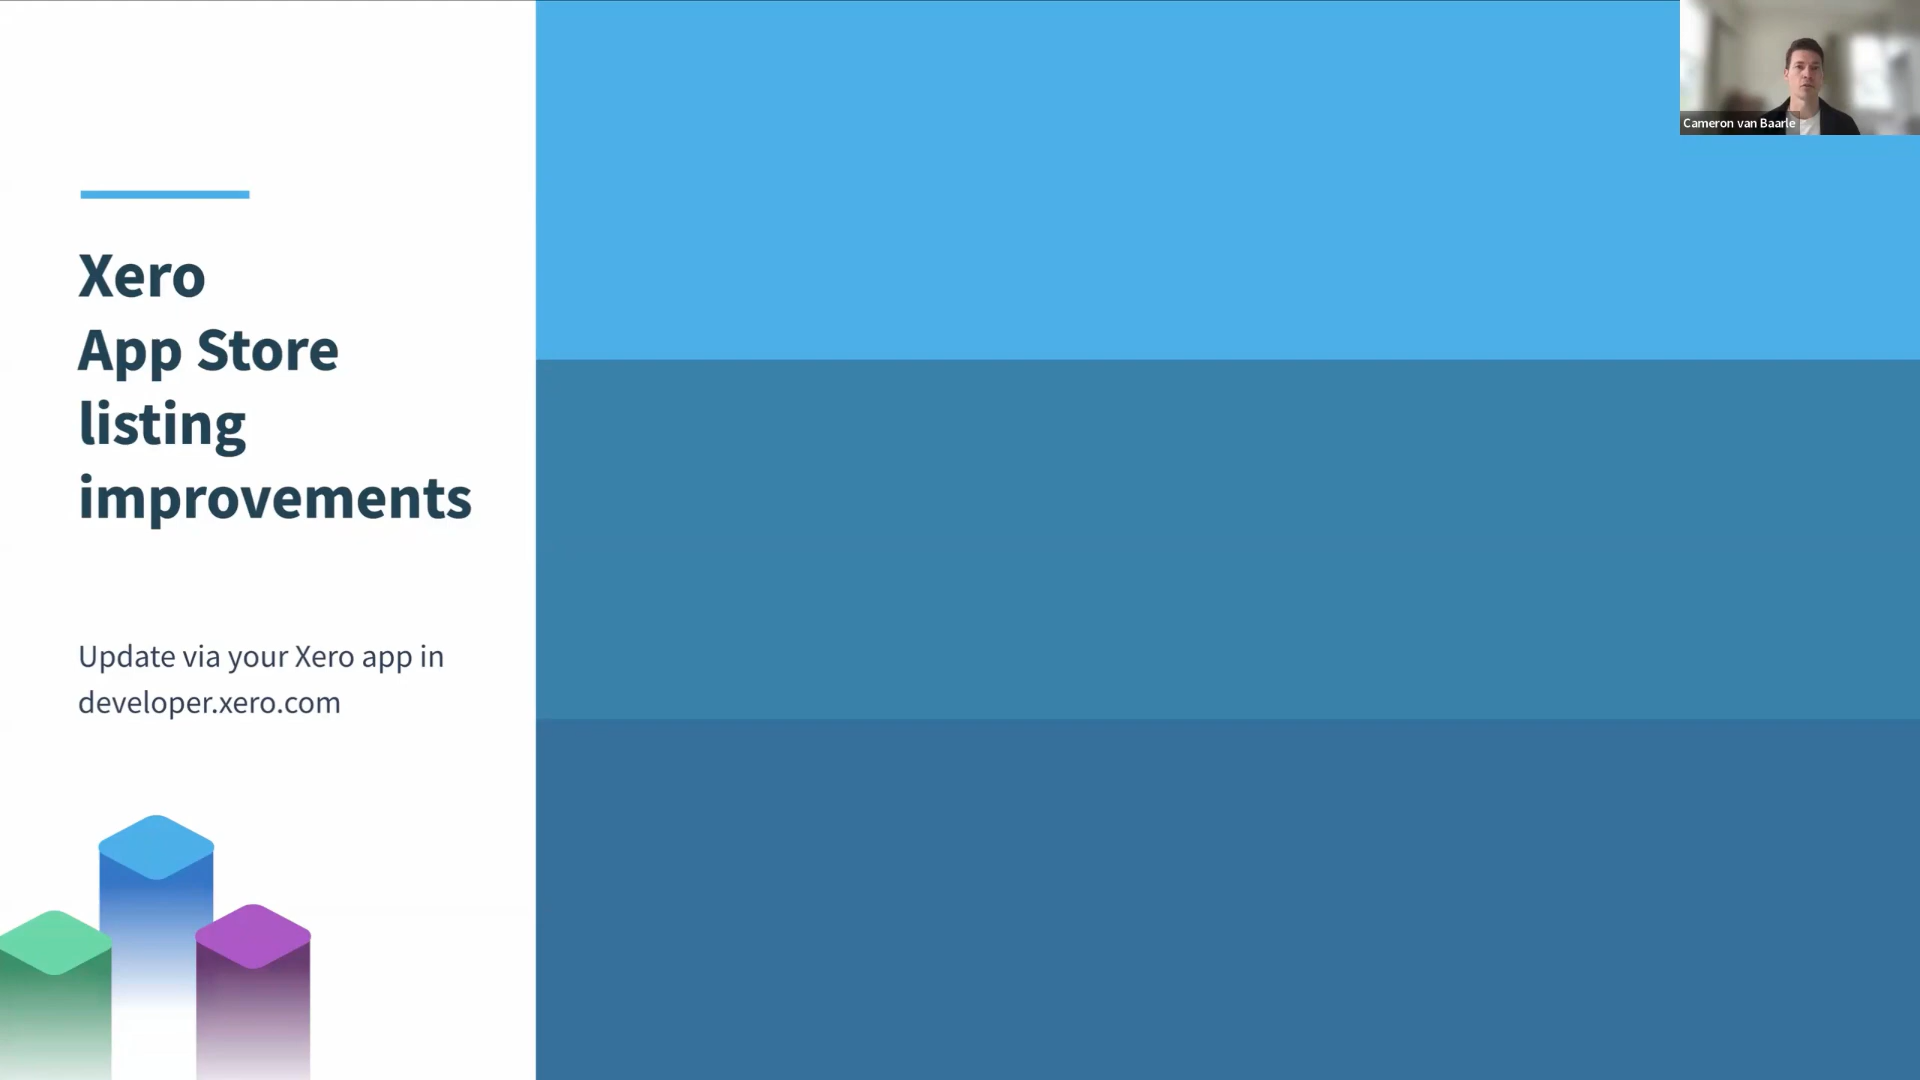 Xero
App Store
listing
improvements
Update via your Xero app in
developer.xero.com
Cameron van Baarle